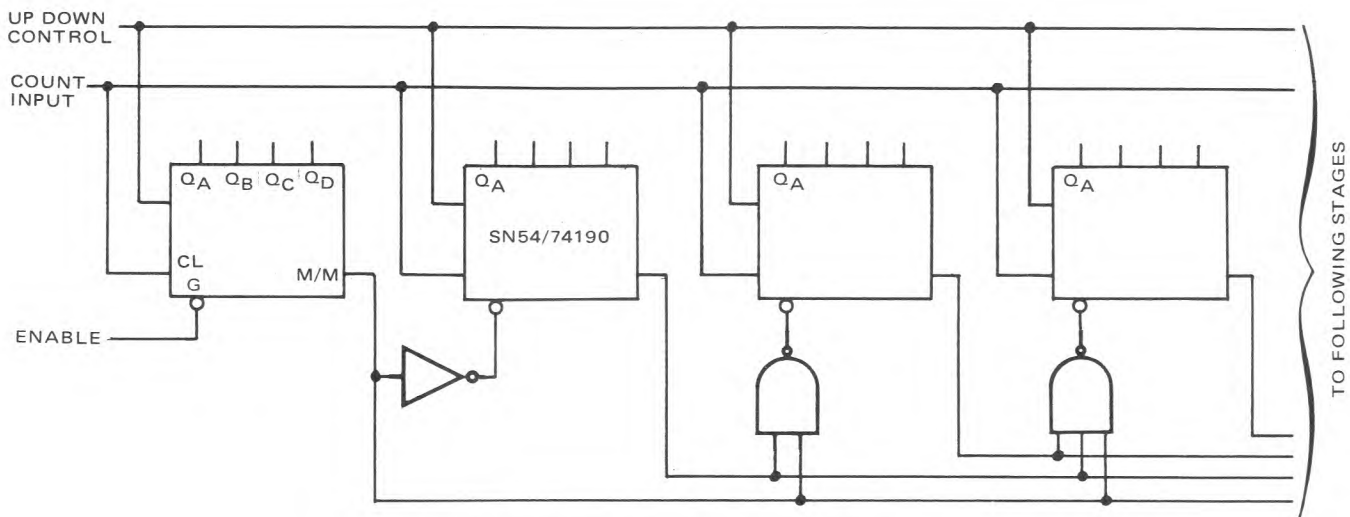 UP DOWN
CONTROL
COUNT
INPUT
QA QB QC QD
CL
G
M/M
ENABLE
QA
SN54/74190
QA
QA
TO FOLLOWING STAGES